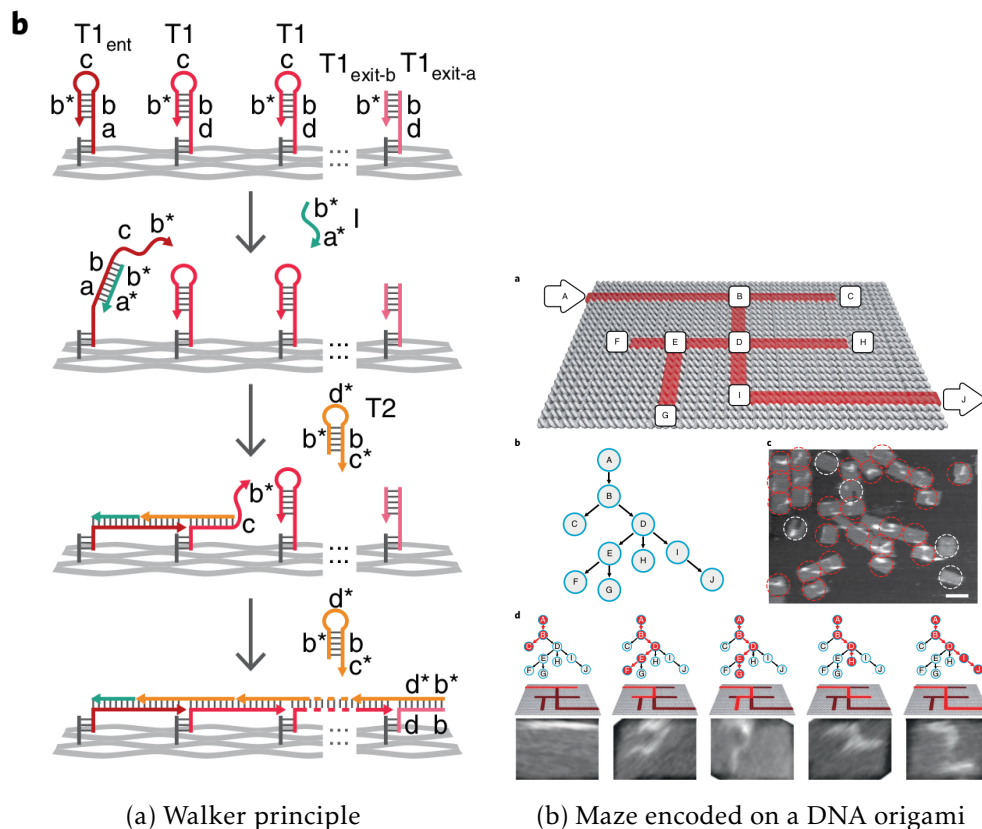 b
T1ent T1 T1 T1exit-b T1exit-a
c c c
b* b b* b b* b b* b
a d d d
...
b* I
a*
c b*
b b*
a a*
...
d*
T2
b* b
c*
b*
c
...
d*
b* b
c*
d* b*
d b
...
(a) Walker principle
a
A B C
F E D H
I J
G
b
A
B
C D
E H I
F G J
c
d
A A A A A
B B B B B
C D C D C D C D C D
E H I J E H I J E H I J E H I J E H I J
F G F G F G F G F G
(b) Maze encoded on a DNA origami